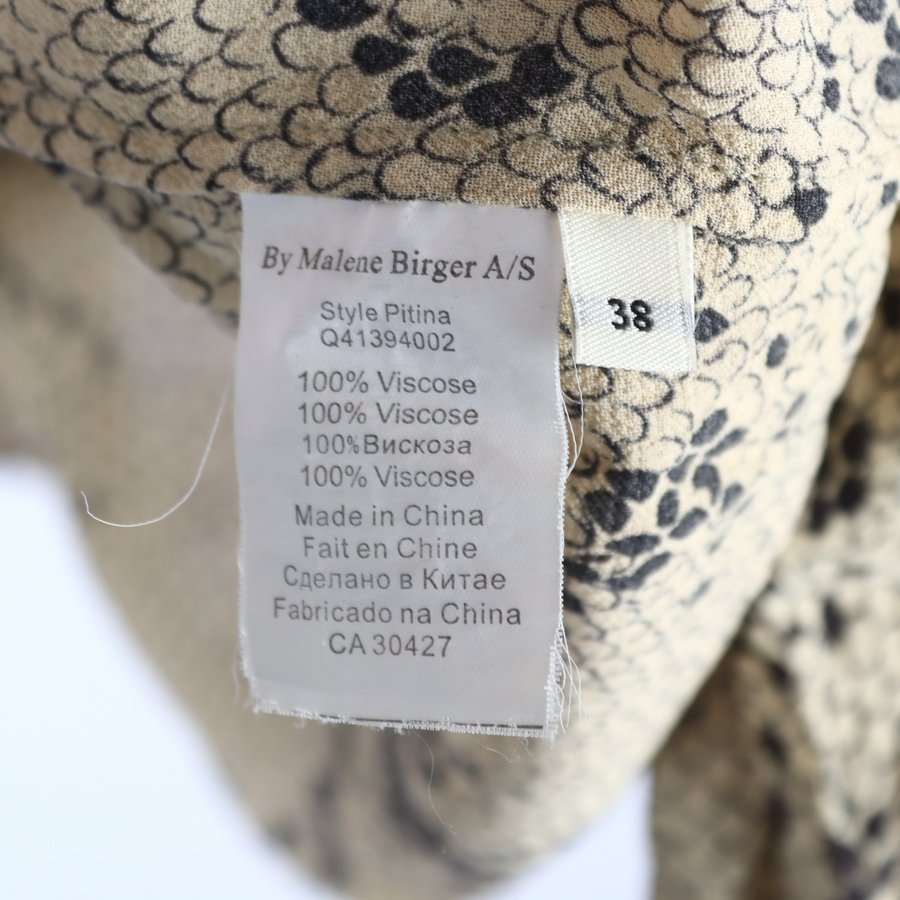 By Malene Birger A/S
Style Pitina
Q41394002
100% Viscose
100% Viscose
100%Вискоза
100% Viscose
Made in China
Fait en Chine
Сделано в Китае
Fabricado na China
CA 30427
38